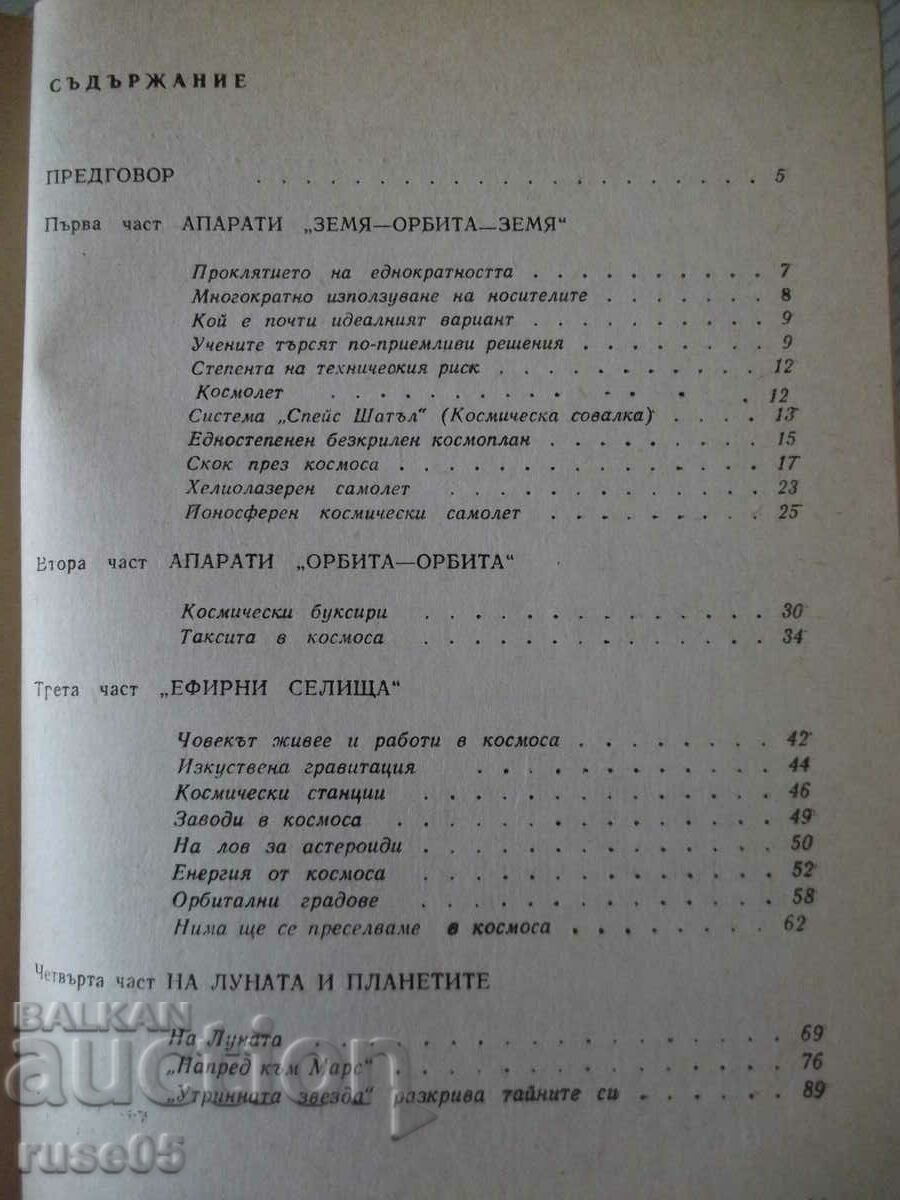 СЪДЪРЖАНИЕ
ПРЕДГОВОР . . . . . . . . . . . . . . . . . . . . 5
Първа част АПАРАТИ „ЗЕМЯ—ОРБИТА—ЗЕМЯ“
Проклятието на еднократността . . . . . . . . . . 7
Многократно използуване на носителите . . . . . . . 8
Кой е почти идеалният вариант . . . . . . . . . . 9
Учените търсят по-приемливи решения . . . . . . . . 9
Степента на техническия риск . . . . . . . . . . . 12
Космолет . . . . . . . . . . . . . . . 12
Система „Спейс Шатъл“ (Космическа совалка) . . . . 13
Едностепенен безкрилен космоплан . . . . . . . . . 15
Скок през космоса . . . . . . . . . . . . . . . 17
Хелиолазерен самолет . . . . . . . . . . . . . 23
Йоносферен космически самолет . . . . . . . . . . 25
Втора част АПАРАТИ „ОРБИТА—ОРБИТА“
Космически буксири . . . . . . . . . . . . . . 30
Таксита в космоса . . . . . . . . . . . . . . 34
Трета част „ЕФИРНИ СЕЛИЩА“
Човекът живее и работи в космоса . . . . . . . . 42
Изкуствена гравитация . . . . . . . . . . . . 44
Космически станции . . . . . . . . . . . . . . 46
Заводи в космоса . . . . . . . . . . . . . . . 49
На лов за астероиди . . . . . . . . . . . . . . 50
Енергия от космоса . . . . . . . . . . . . . . 52
Орбитални градове . . . . . . . . . . . . . . 58
Нима ще се преселваме в космоса . . . . . . . . 62
Четвърта част НА ЛУНАТА И ПЛАНЕТИТЕ
На Луната . . . . . . . . . . . . . . . . . . 69
„Напред към Марс“ . . . . . . . . . . . . . . . 76
„Утринната звезда“ разкрива тайните си . . . . . . 89
BALKAN
auction
ruse05